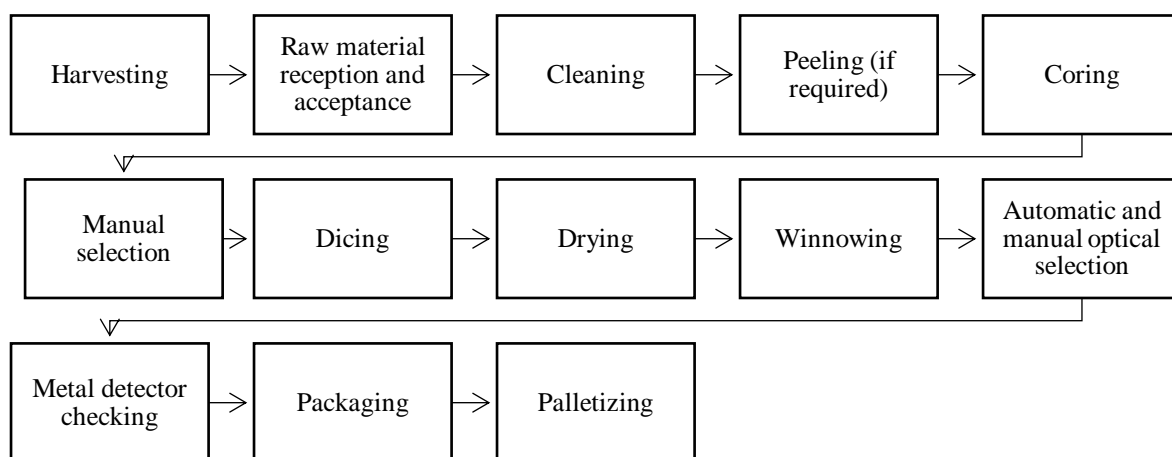 Harvesting
Raw material
reception and
acceptance
Cleaning
Peeling (if
required)
Coring
Manual
selection
Dicing
Drying
Winnowing
Automatic and
manual optical
selection
Metal detector
checking
Packaging
Palletizing